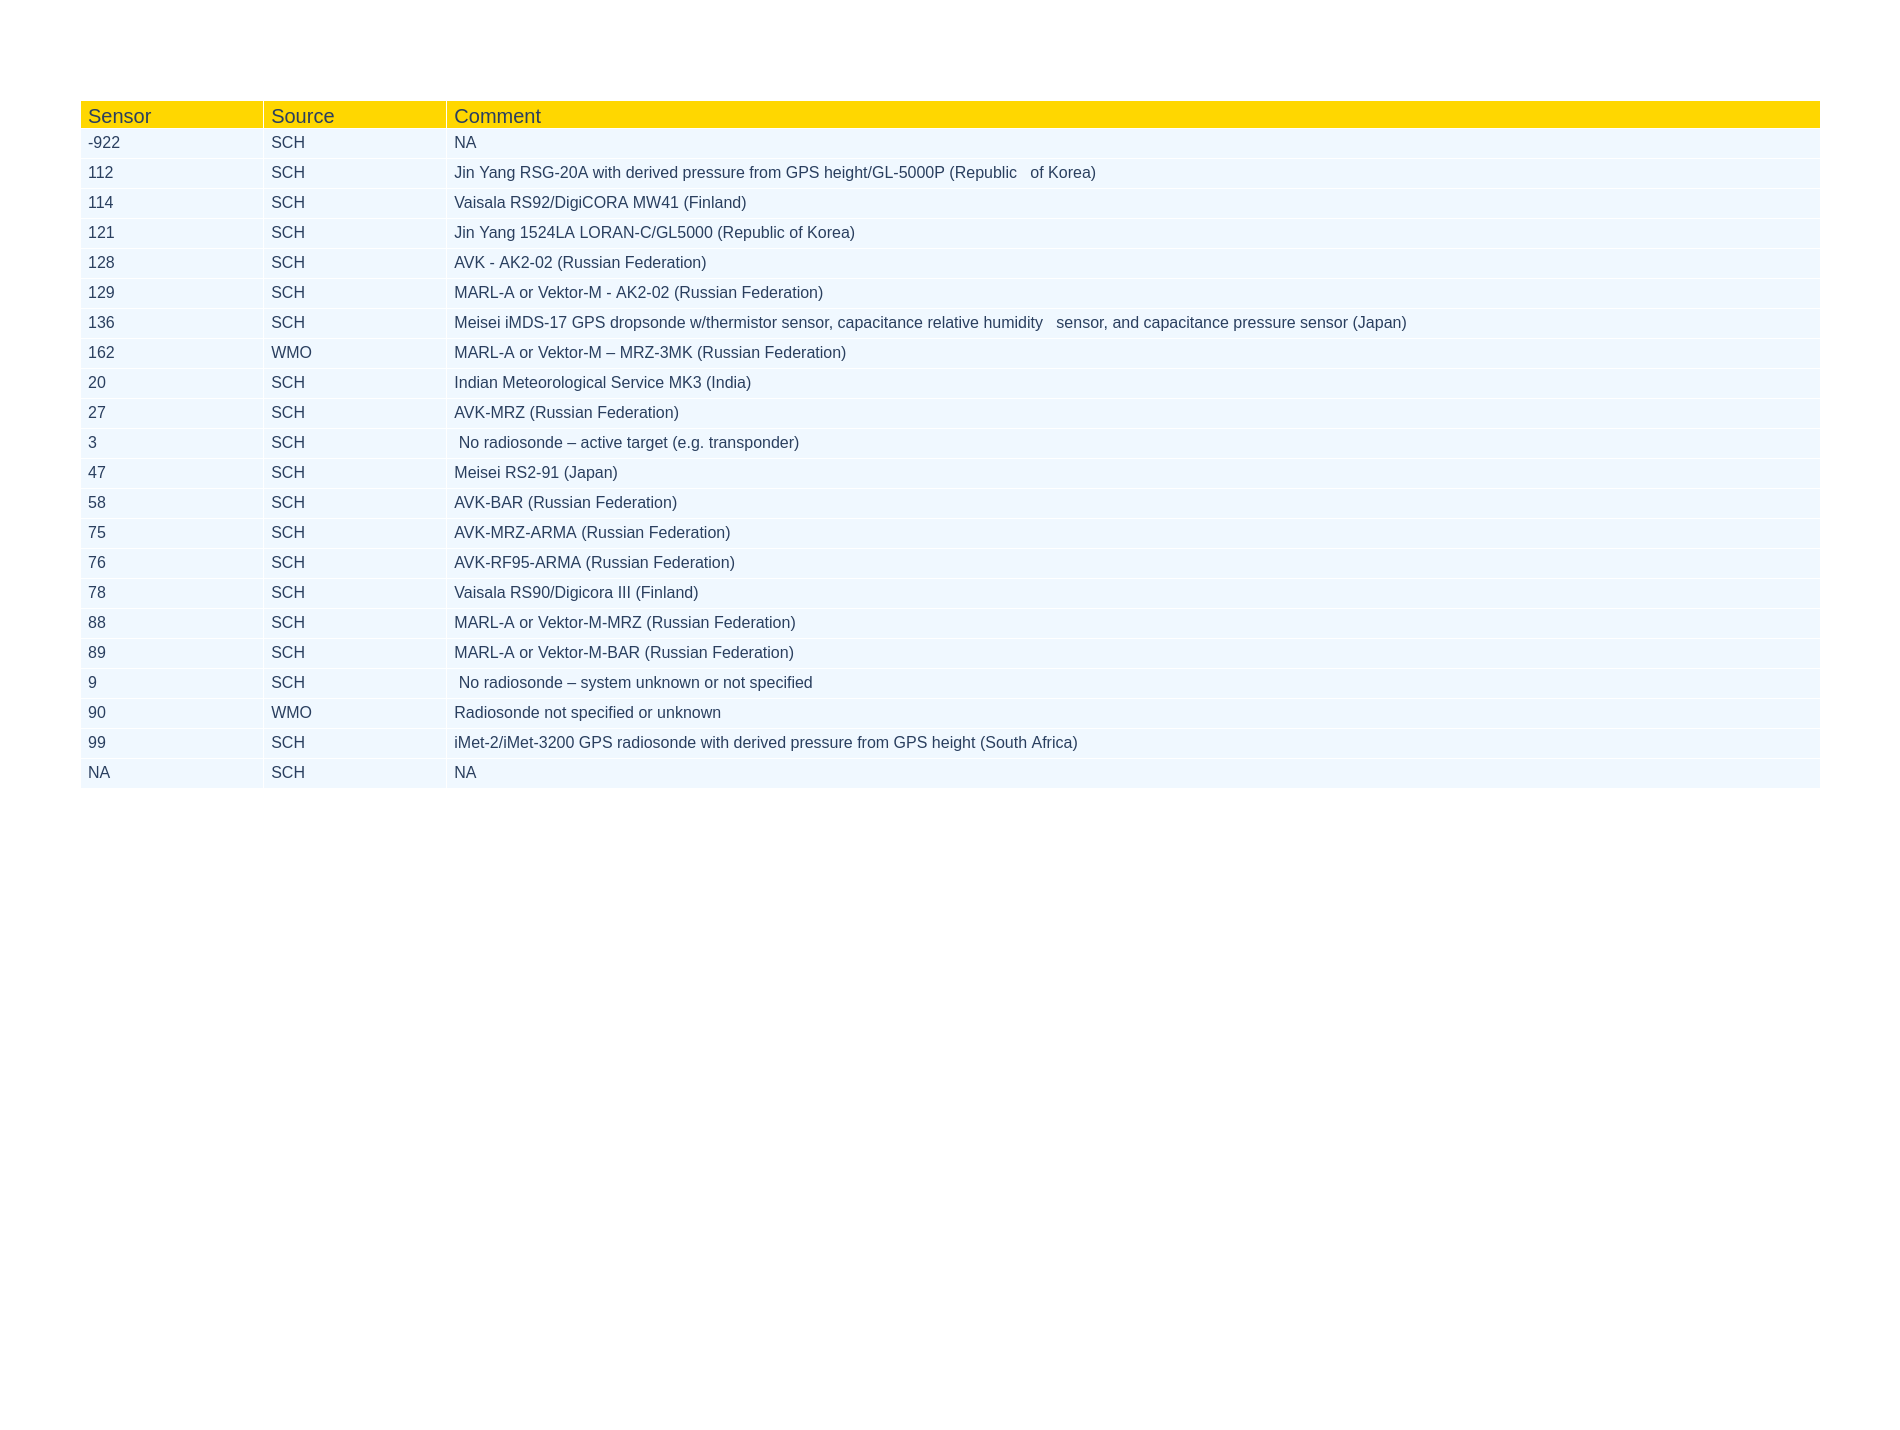 Sensor Source Comment
-922 SCH NA
112 SCH Jin Yang RSG-20A with derived pressure from GPS height/GL-5000P (Republic   of Korea)
114 SCH Vaisala RS92/DigiCORA MW41 (Finland)
121 SCH Jin Yang 1524LA LORAN-C/GL5000 (Republic of Korea)
128 SCH AVK - AK2-02 (Russian Federation)
129 SCH MARL-A or Vektor-M - AK2-02 (Russian Federation)
136 SCH Meisei iMDS-17 GPS dropsonde w/thermistor sensor, capacitance relative humidity   sensor, and capacitance pressure sensor (Japan)
162 WMO MARL-A or Vektor-M – MRZ-3MK (Russian Federation)
20 SCH Indian Meteorological Service MK3 (India)
27 SCH AVK-MRZ (Russian Federation)
3 SCH No radiosonde – active target (e.g. transponder)
47 SCH Meisei RS2-91 (Japan)
58 SCH AVK-BAR (Russian Federation)
75 SCH AVK-MRZ-ARMA (Russian Federation)
76 SCH AVK-RF95-ARMA (Russian Federation)
78 SCH Vaisala RS90/Digicora III (Finland)
88 SCH MARL-A or Vektor-M-MRZ (Russian Federation)
89 SCH MARL-A or Vektor-M-BAR (Russian Federation)
9 SCH No radiosonde – system unknown or not specified
90 WMO Radiosonde not specified or unknown
99 SCH iMet-2/iMet-3200 GPS radiosonde with derived pressure from GPS height (South Africa)
NA SCH NA